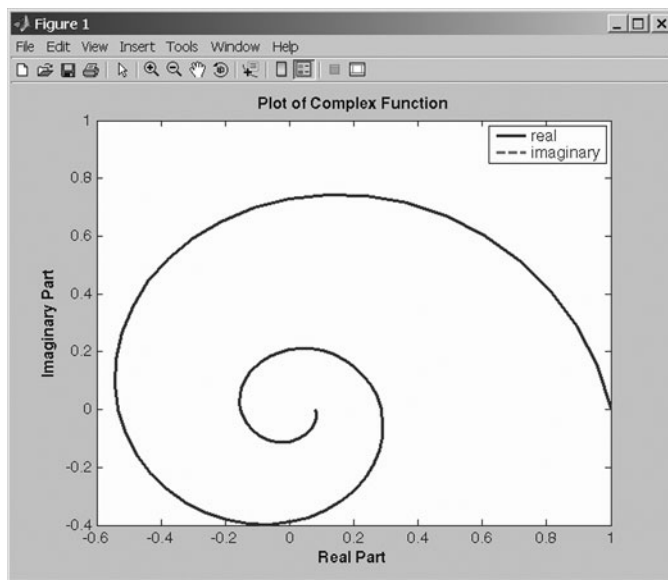 Figure 1
File Edit View Insert Tools Window Help
Plot of Complex Function
real
imaginary
Imaginary Part
1
0.8
0.6
0.4
0.2
0
-0.2
-0.4
-0.6 -0.4 -0.2 0 0.2 0.4 0.6 0.8 1
Real Part